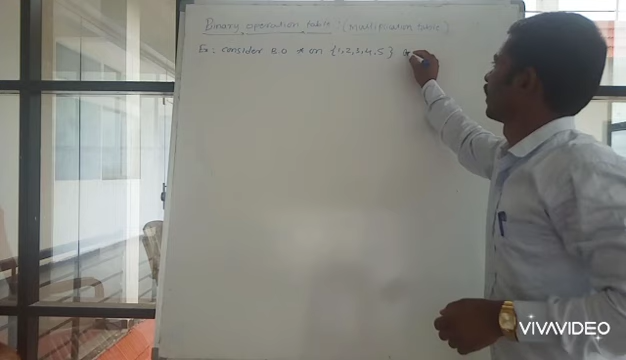 Binary operation table : (Multiplication table)
Ex: consider B.O * on {1,2,3,4,5}
VIVAVIDEO